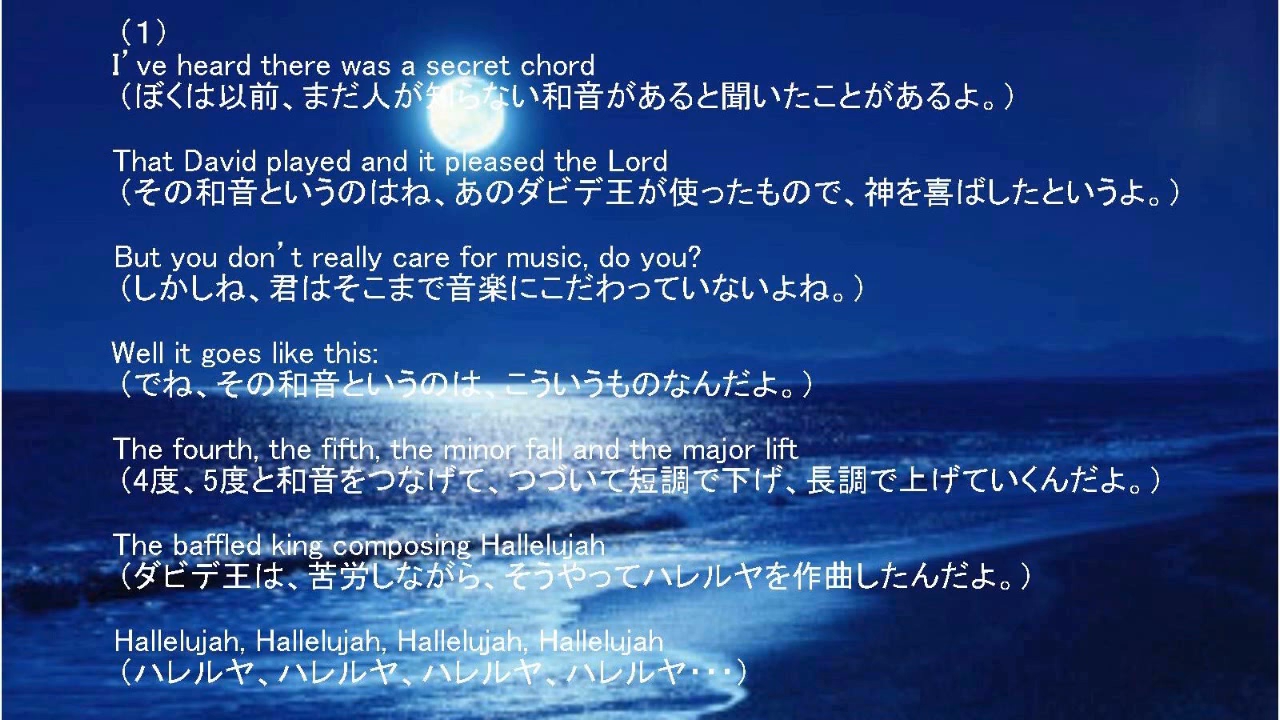 （1）
I’ve heard there was a secret chord
（ぼくは以前、まだ人が知らない和音があると聞いたことがあるよ。）
That David played and it pleased the Lord
（その和音というのはね、あのダビデ王が使ったもので、神を喜ばしたというよ。）
But you don’t really care for music, do you?
（しかしね、君はそこまで音楽にこだわっていないよね。）
Well it goes like this:
（でね、その和音というのは、こういうものなんだよ。）
The fourth, the fifth, the minor fall and the major lift
（4度、5度と和音をつなげて、つづいて短調で下げ、長調で上げていくんだよ。）
The baffled king composing Hallelujah
（ダビデ王は、苦労しながら、そうやってハレルヤを作曲したんだよ。）
Hallelujah, Hallelujah, Hallelujah, Hallelujah
（ハレルヤ、ハレルヤ、ハレルヤ、ハレルヤ・・・）